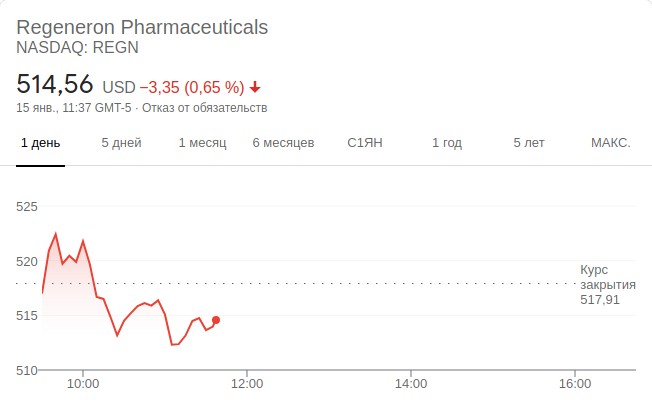 Regeneron Pharmaceuticals
NASDAQ: REGN
514,56 USD −3,35 (0,65 %)
15 янв., 11:37 GMT-5 · Отказ от обязательств
1 день 5 дней 1 месяц 6 месяцев С1ЯН 1 год 5 лет МАКС.
525
520
Курс
закрытия
517,91
515
510
10:00 12:00 14:00 16:00